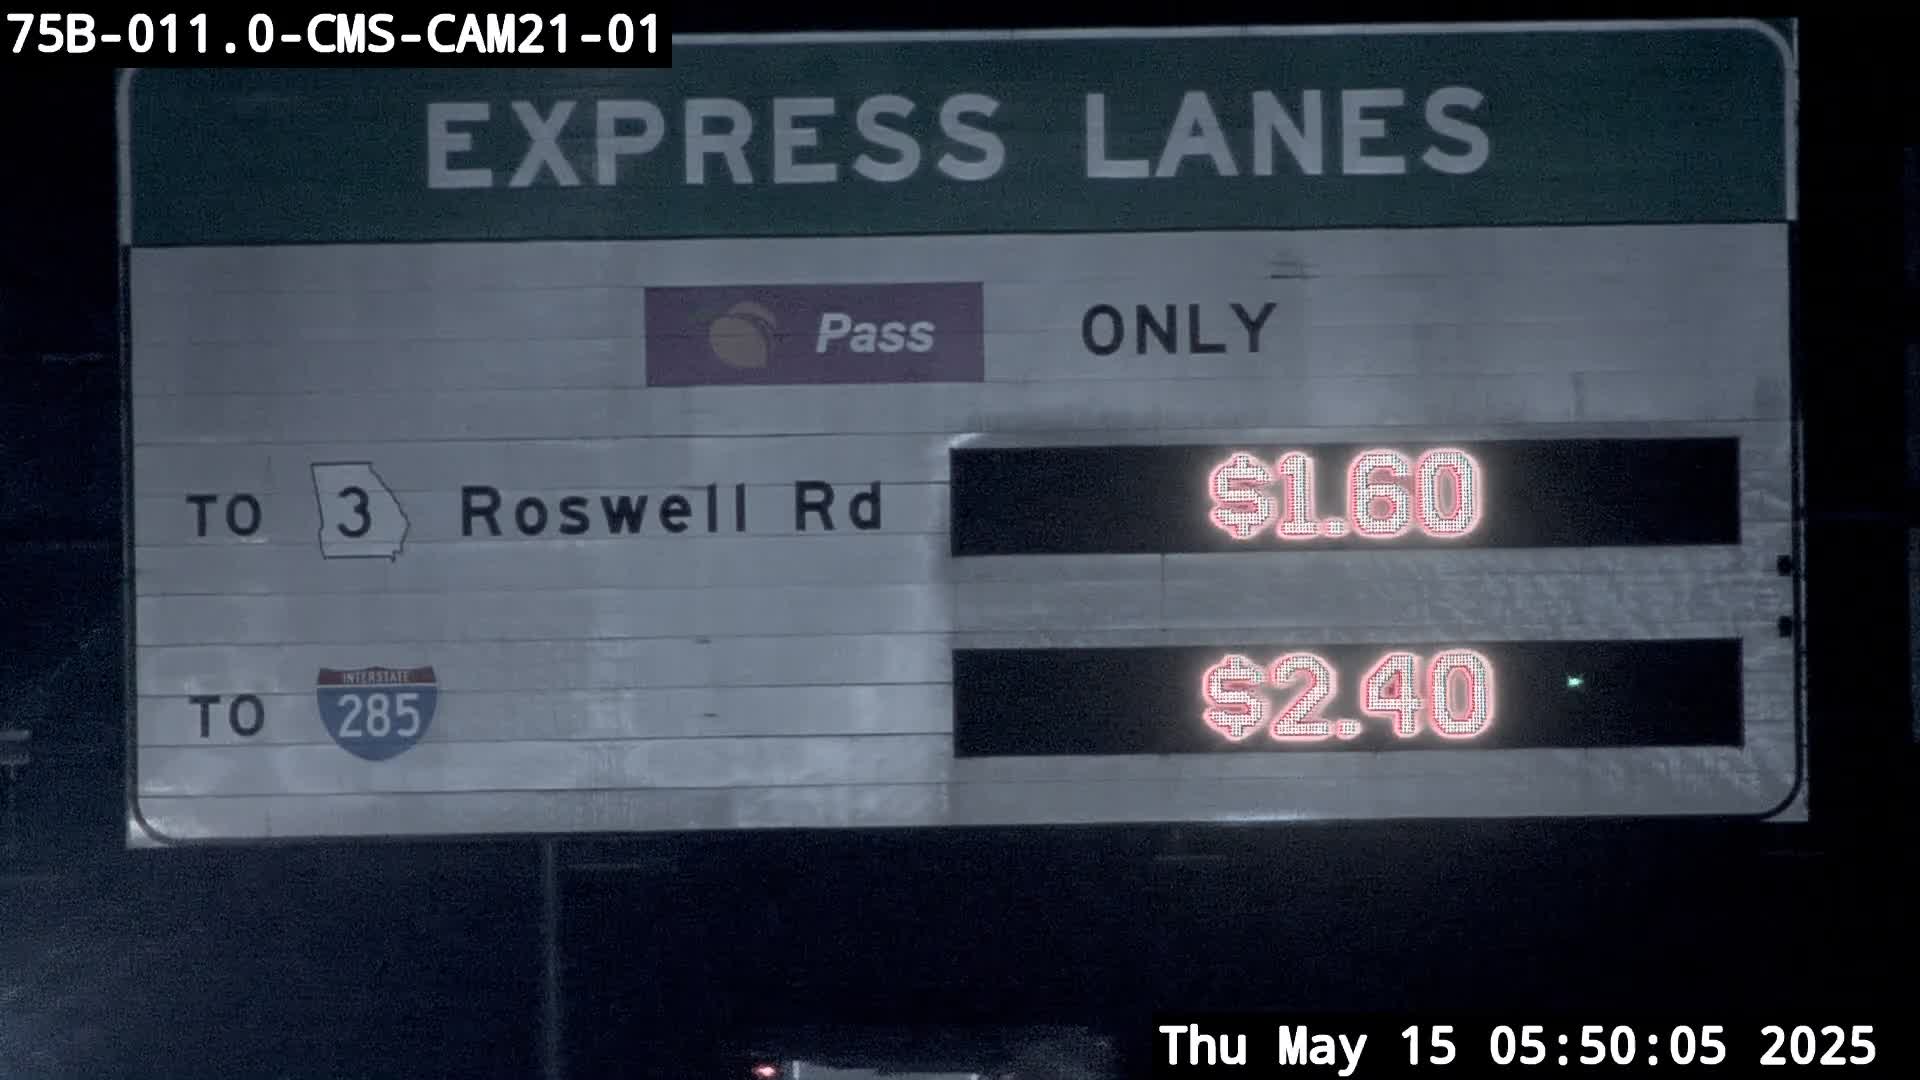 75B-011.0-CMS-CAM21-01
EXPRESS LANES
Pass ONLY
TO 3 Roswell Rd $1.60
TO INTERSTATE 285 $2.40
Thu May 15 05:50:05 2025